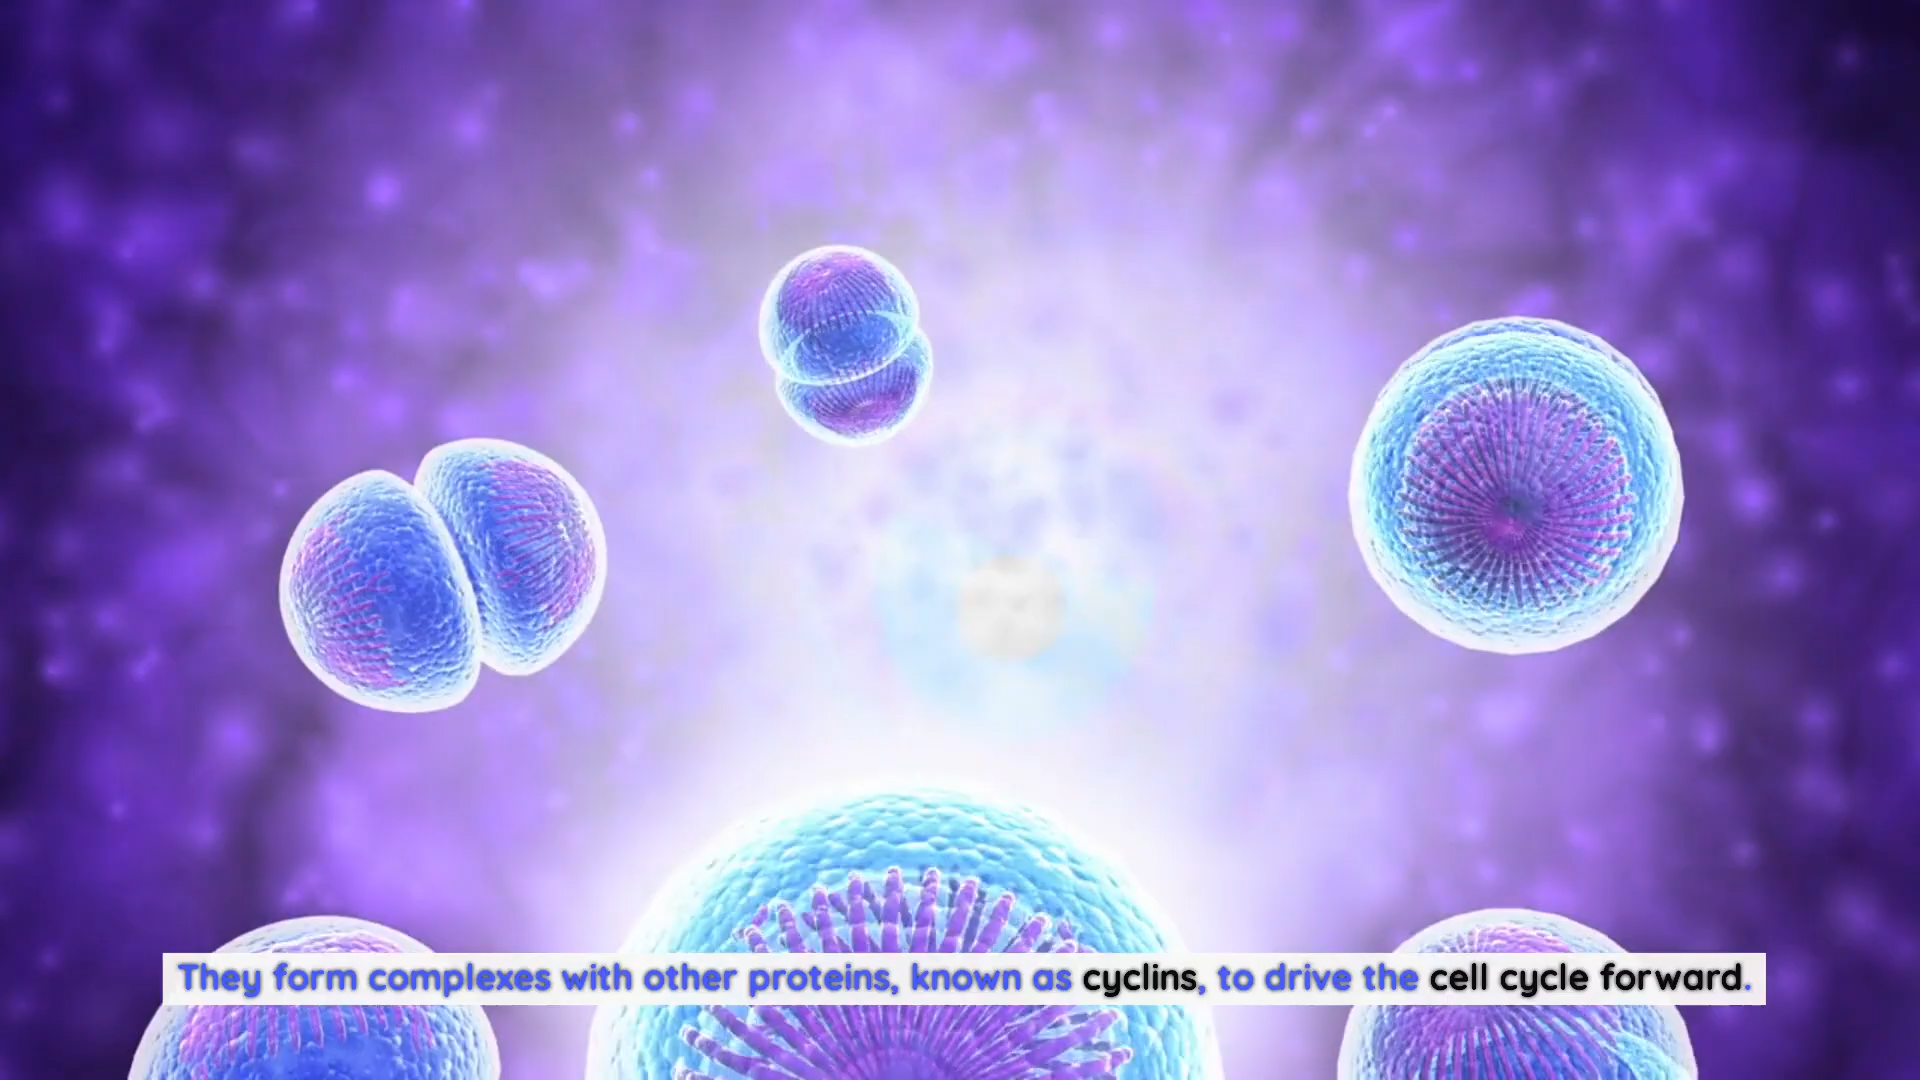 They form complexes with other proteins, known as cyclins, to drive the cell cycle forward.